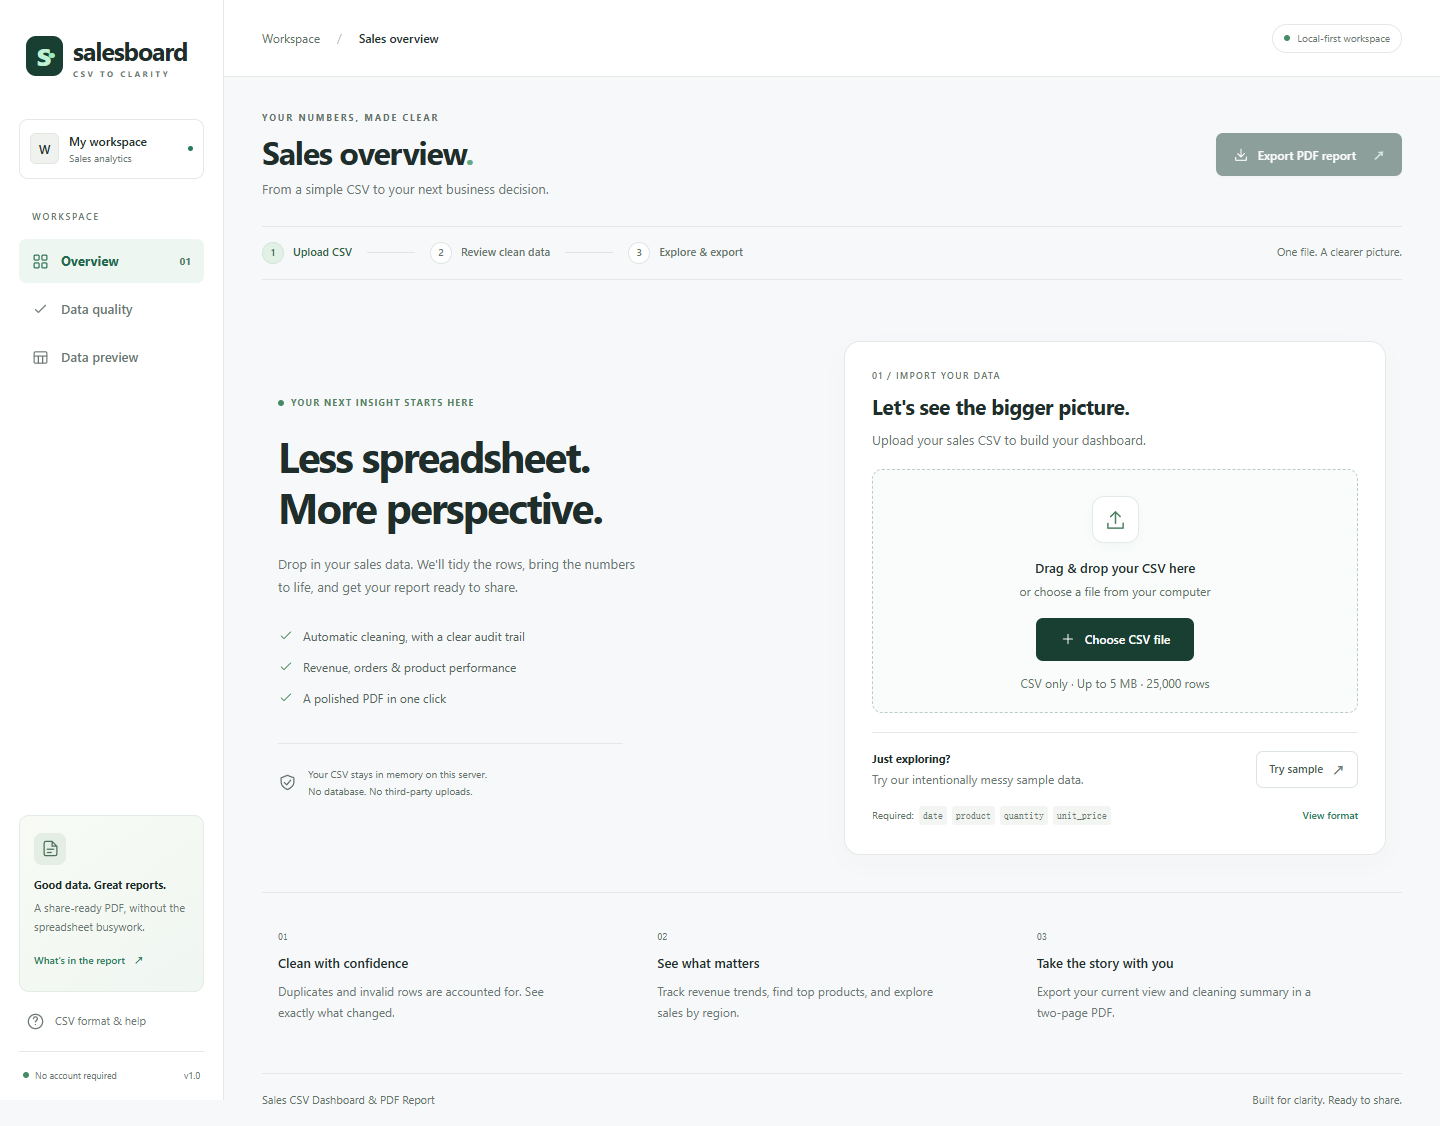 s
salesboard
CSV TO CLARITY
W
My workspace
Sales analytics
WORKSPACE
Overview 01
Data quality
Data preview
Good data. Great reports.
A share-ready PDF, without the
spreadsheet busywork.
What's in the report ↗
CSV format & help
No account required v1.0
Workspace / Sales overview
Local-first workspace
YOUR NUMBERS, MADE CLEAR
Sales overview.
From a simple CSV to your next business decision.
Export PDF report ↗
1 Upload CSV 2 Review clean data 3 Explore & export
One file. A clearer picture.
YOUR NEXT INSIGHT STARTS HERE
Less spreadsheet.
More perspective.
Drop in your sales data. We'll tidy the rows, bring the numbers
to life, and get your report ready to share.
Automatic cleaning, with a clear audit trail
Revenue, orders & product performance
A polished PDF in one click
Your CSV stays in memory on this server.
No database. No third-party uploads.
01 / IMPORT YOUR DATA
Let's see the bigger picture.
Upload your sales CSV to build your dashboard.
Drag & drop your CSV here
or choose a file from your computer
+ Choose CSV file
CSV only · Up to 5 MB · 25,000 rows
Just exploring?
Try our intentionally messy sample data.
Try sample ↗
Required: date product quantity unit_price
View format
01
Clean with confidence
Duplicates and invalid rows are accounted for. See
exactly what changed.
02
See what matters
Track revenue trends, find top products, and explore
sales by region.
03
Take the story with you
Export your current view and cleaning summary in a
two-page PDF.
Sales CSV Dashboard & PDF Report
Built for clarity. Ready to share.